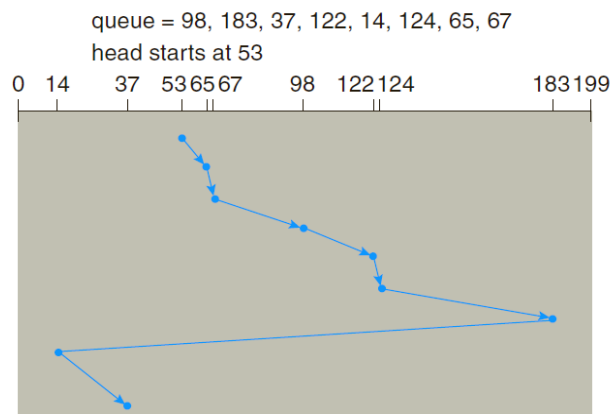 queue = 98, 183, 37, 122, 14, 124, 65, 67
head starts at 53
0 14 37 53 65 67 98 122 124 183 199